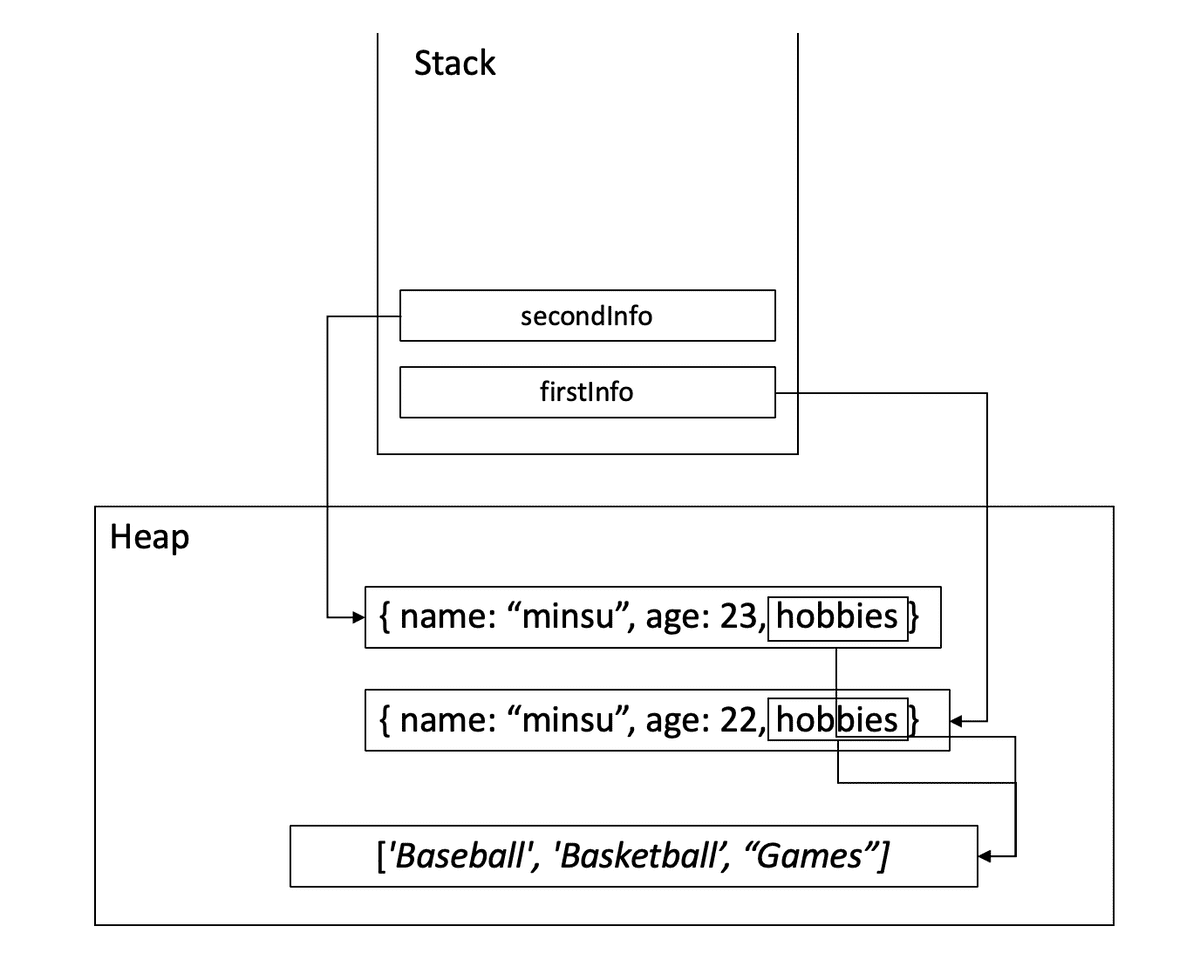 Stack
secondInfo
firstInfo
Heap
{ name: “minsu”, age: 23, hobbies }
{ name: “minsu”, age: 22, hobbies }
['Baseball', 'Basketball’, “Games”]